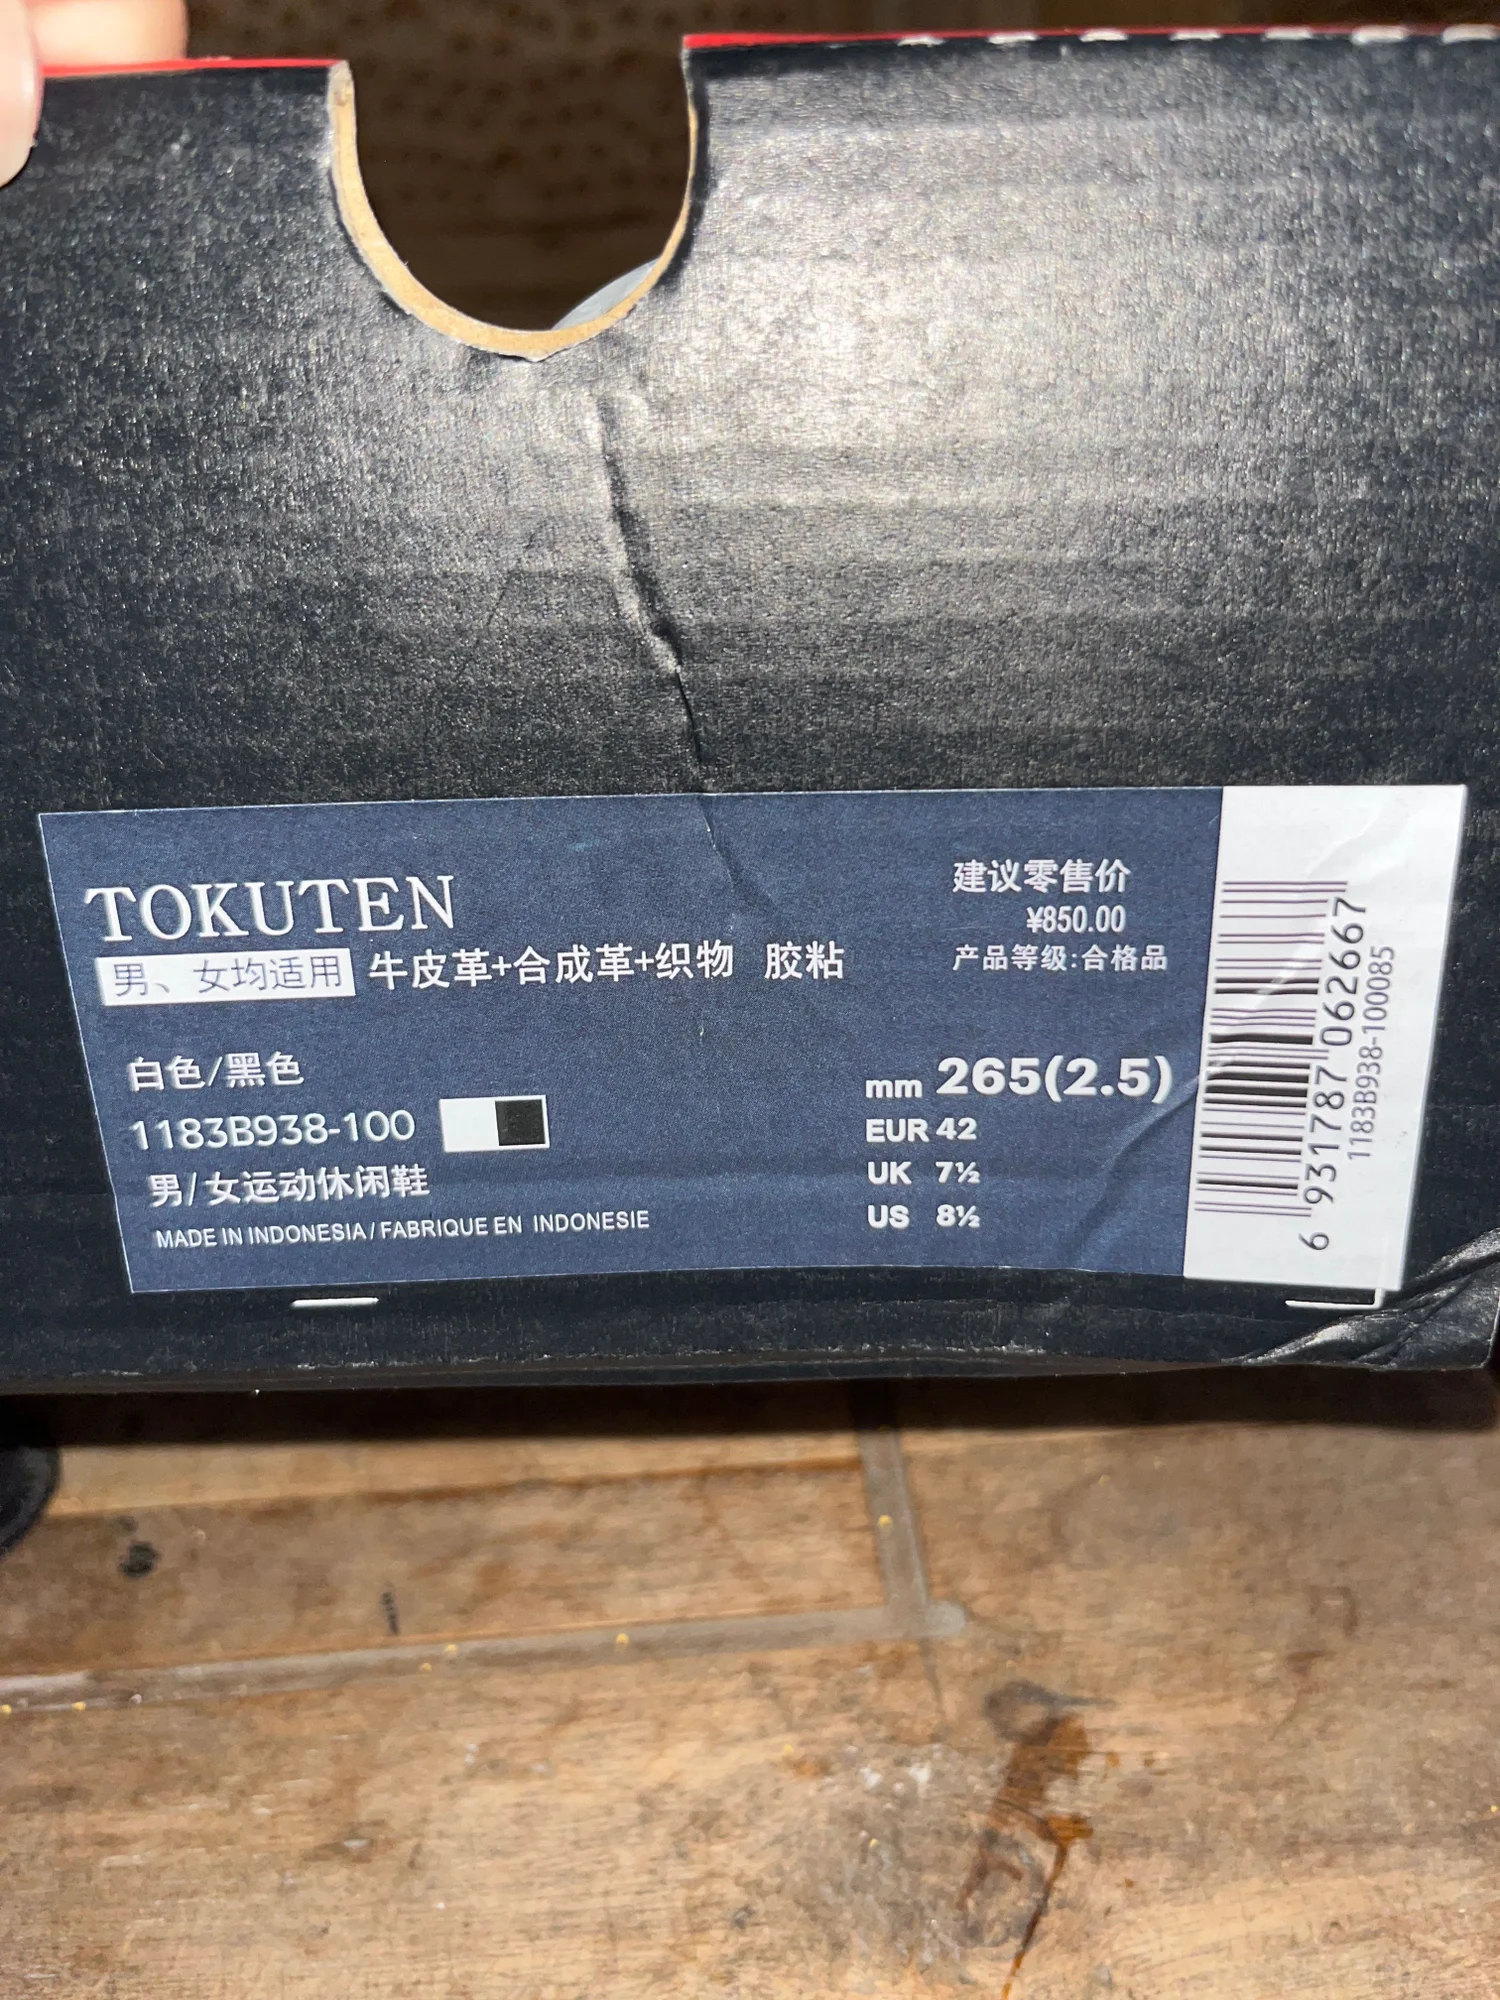 TOKUTEN
男、女均适用 牛皮革+合成革+织物 胶粘
建议零售价
¥850.00
产品等级:合格品
白色/黑色
1183B938-100
男/女运动休闲鞋
MADE IN INDONESIA / FABRIQUE EN INDONESIE
mm 265(2.5)
EUR 42
UK 7½
US 8½
6 931787 062667
1183B938-100085